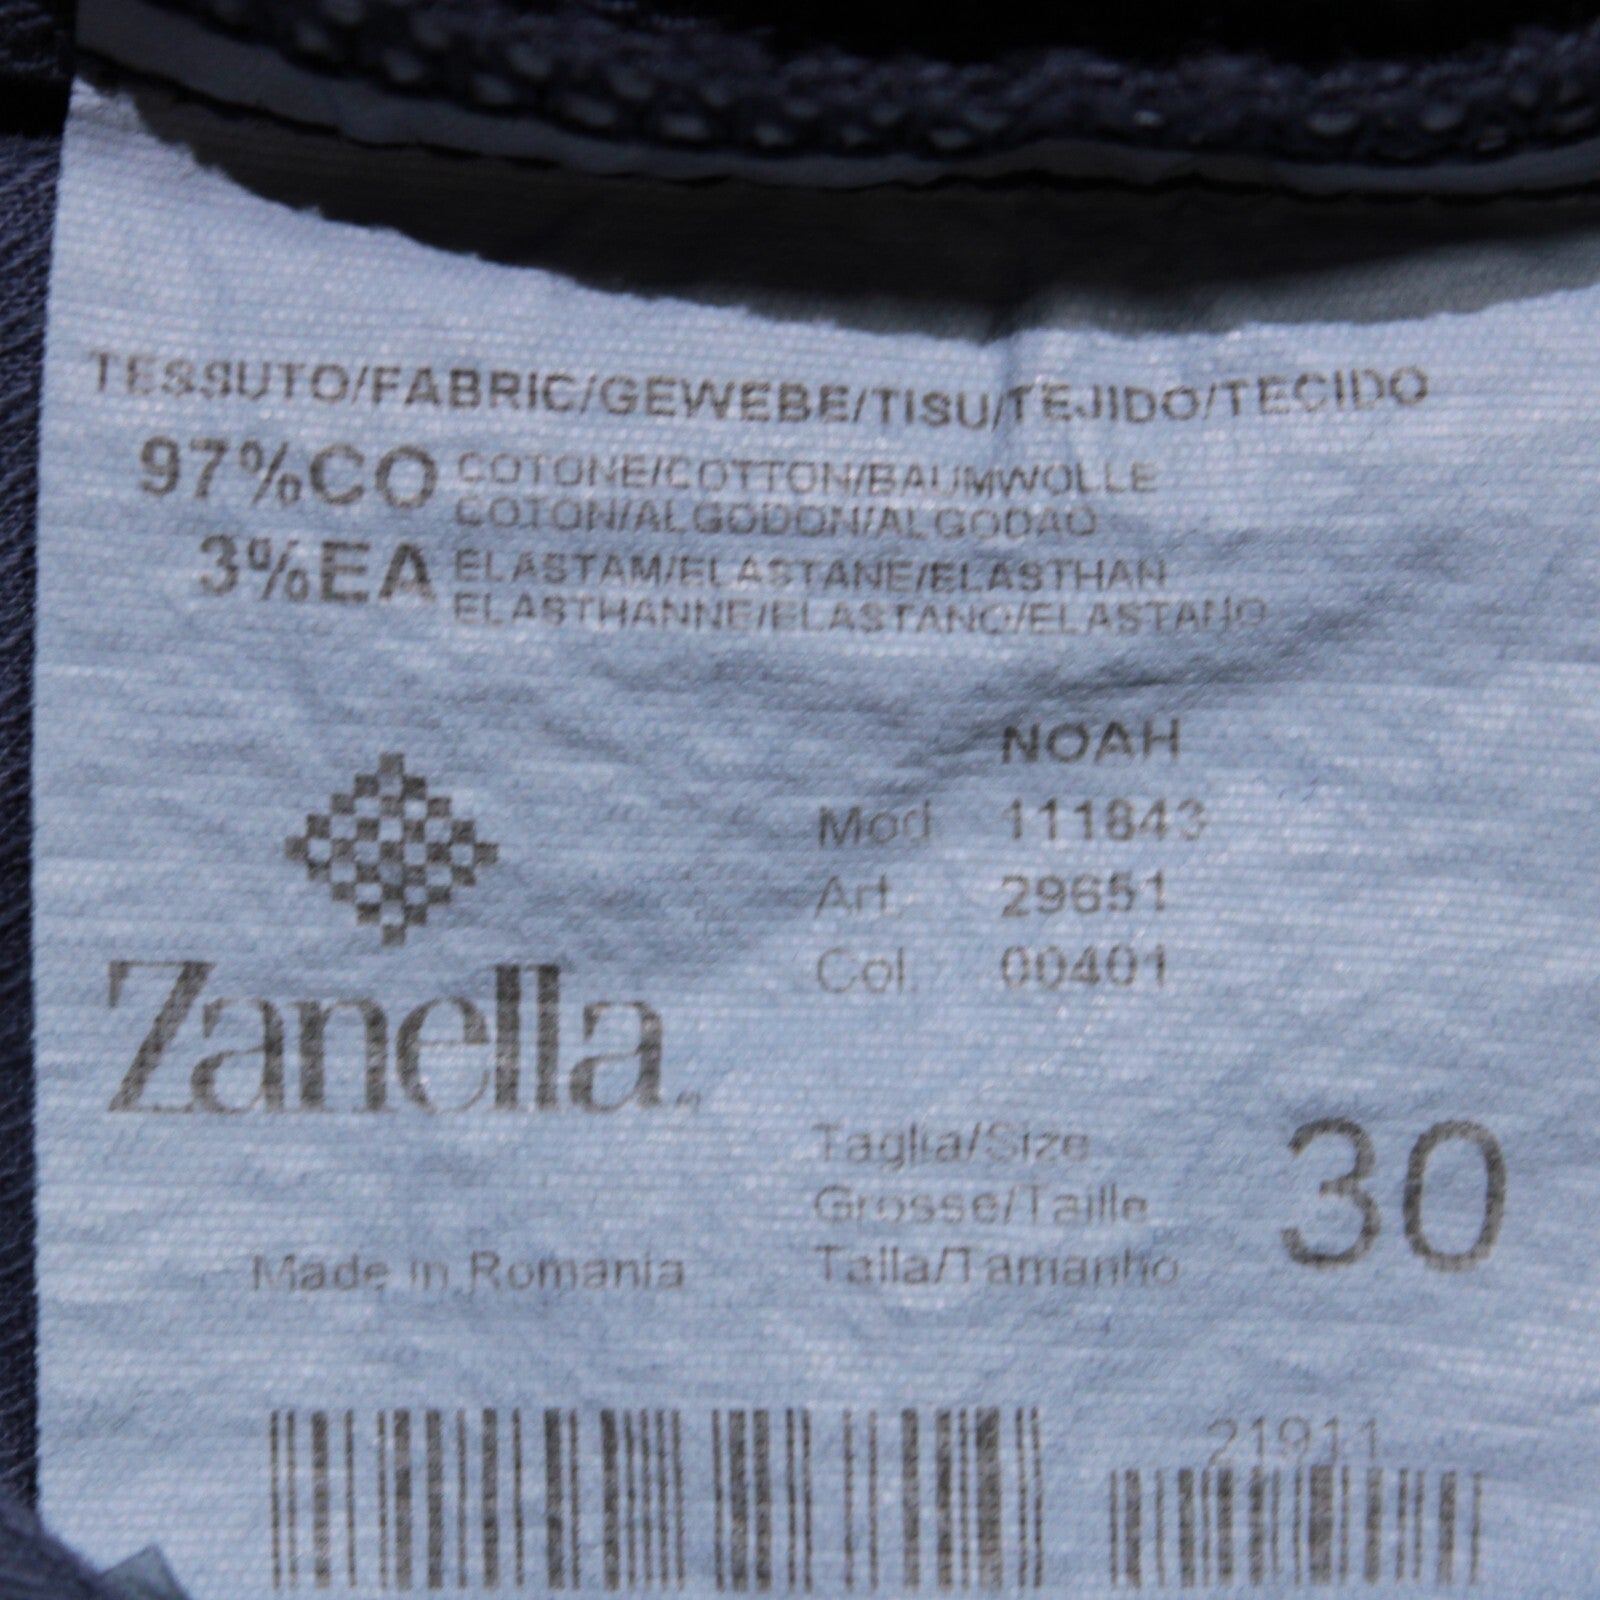 TESSUTO/FABRIC/GEWEBE/TISU/TEJIDO/TECIDO
97%CO COTONE/COTTON/BAUMWOLLE
COTON/ALGODON/ALGODAO
3%EA ELASTAM/ELASTANE/ELASTHAN
ELASTHANNE/ELASTANO/ELASTANO
NOAH
Mod 111843
Art. 29651
Col. 00401
Zanella
Taglia/Size
Grosse/Taille
Talla/Tamanho
30
Made in Romania
21911